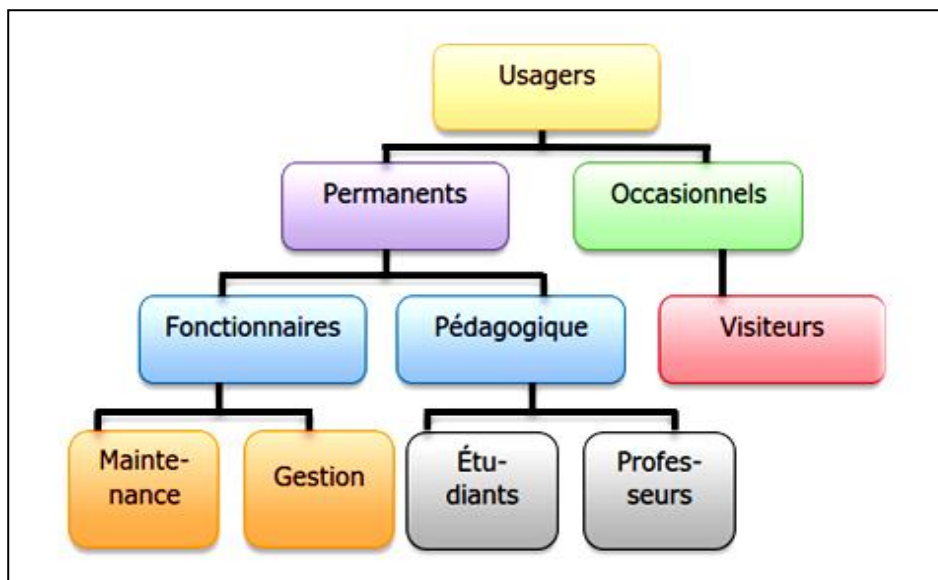 Usagers
Permanents
Occasionnels
Fonctionnaires
Pédagogique
Visiteurs
Mainte-
nance
Gestion
Étu-
diants
Profes-
seurs